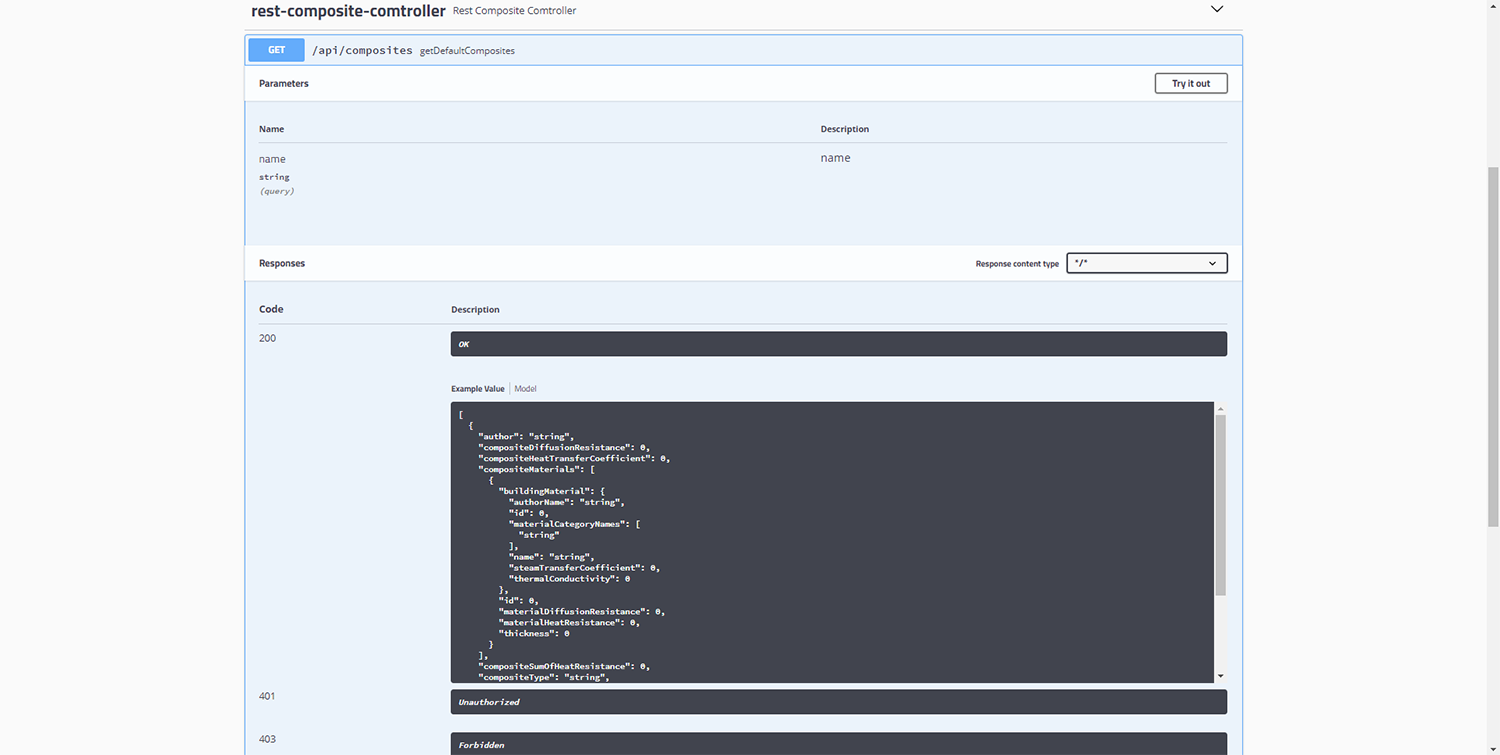 rest-composite-comtroller Rest Composite Comtroller
GET /api/composites getDefaultComposites
Parameters Try it out
Name Description
name name
string
(query)
Responses Response content type */*
Code Description
200 OK
Example Value Model
[
  {
    "author": "string",
    "compositeDiffusionResistance": 0,
    "compositeHeatTransferCoefficient": 0,
    "compositeMaterials": [
      {
        "buildingMaterial": {
          "authorName": "string",
          "id": 0,
          "materialCategoryNames": [
            "string"
          ],
          "name": "string",
          "steamTransferCoefficient": 0,
          "thermalConductivity": 0
        },
        "id": 0,
        "materialDiffusionResistance": 0,
        "materialHeatResistance": 0,
        "thickness": 0
      }
    ],
    "compositeSumOfHeatResistance": 0,
    "compositeType": "string",
401 Unauthorized
403 Forbidden